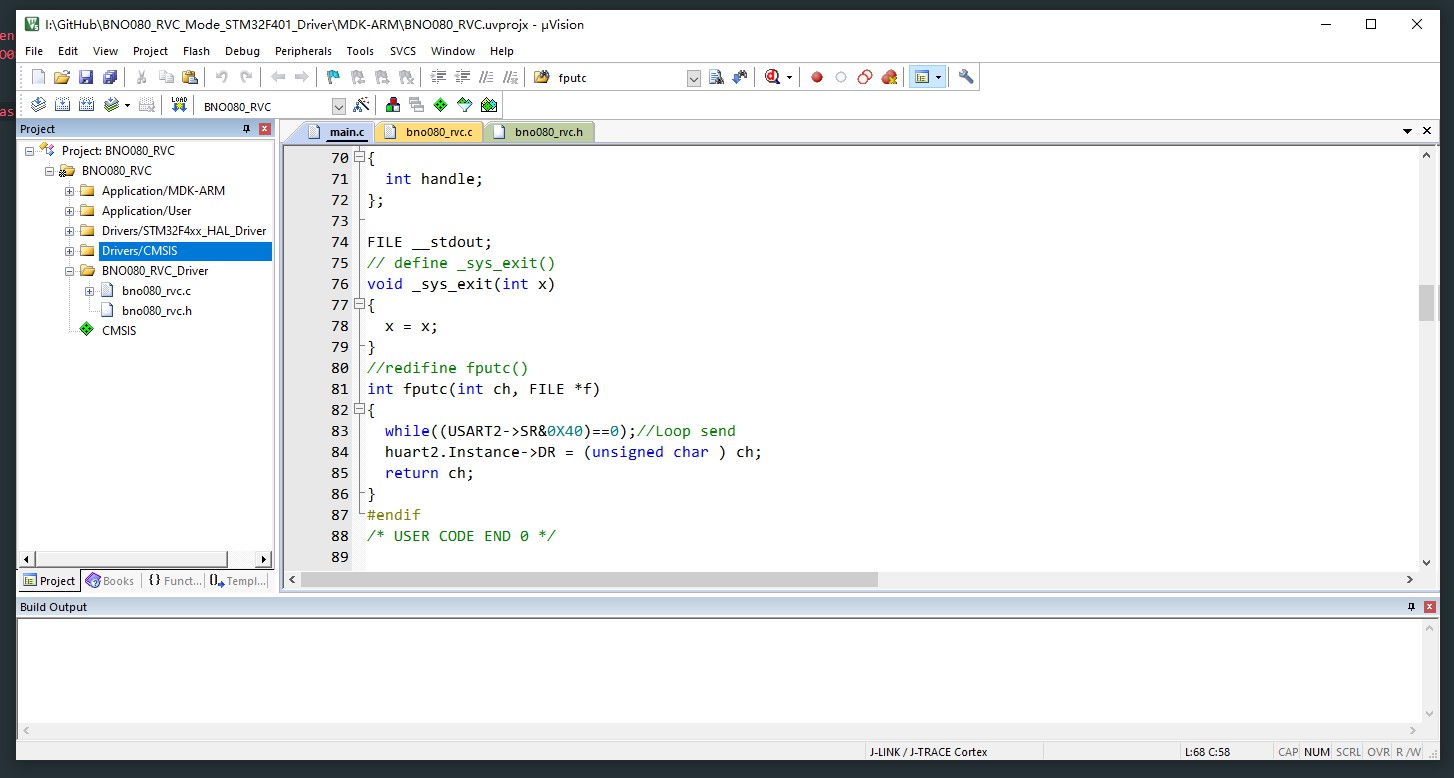 I:\GitHub\BNO080_RVC_Mode_STM32F401_Driver\MDK-ARM\BNO080_RVC.uvprojx - µVision
File Edit View Project Flash Debug Peripherals Tools SVCS Window Help
fputc
LOAD BNO080_RVC
Project
main.c bno080_rvc.c bno080_rvc.h
Project: BNO080_RVC
BNO080_RVC
Application/MDK-ARM
Application/User
Drivers/STM32F4xx_HAL_Driver
Drivers/CMSIS
BNO080_RVC_Driver
bno080_rvc.c
bno080_rvc.h
CMSIS
Project Books {} Funct... Templ...
70 {
71 int handle;
72 };
73
74 FILE __stdout;
75 // define _sys_exit()
76 void _sys_exit(int x)
77 {
78 x = x;
79 }
80 //redifine fputc()
81 int fputc(int ch, FILE *f)
82 {
83 while((USART2->SR&0X40)==0);//Loop send
84 huart2.Instance->DR = (unsigned char ) ch;
85 return ch;
86 }
87 #endif
88 /* USER CODE END 0 */
89
Build Output
J-LINK / J-TRACE Cortex L:68 C:58 CAP NUM SCRL OVR R/W